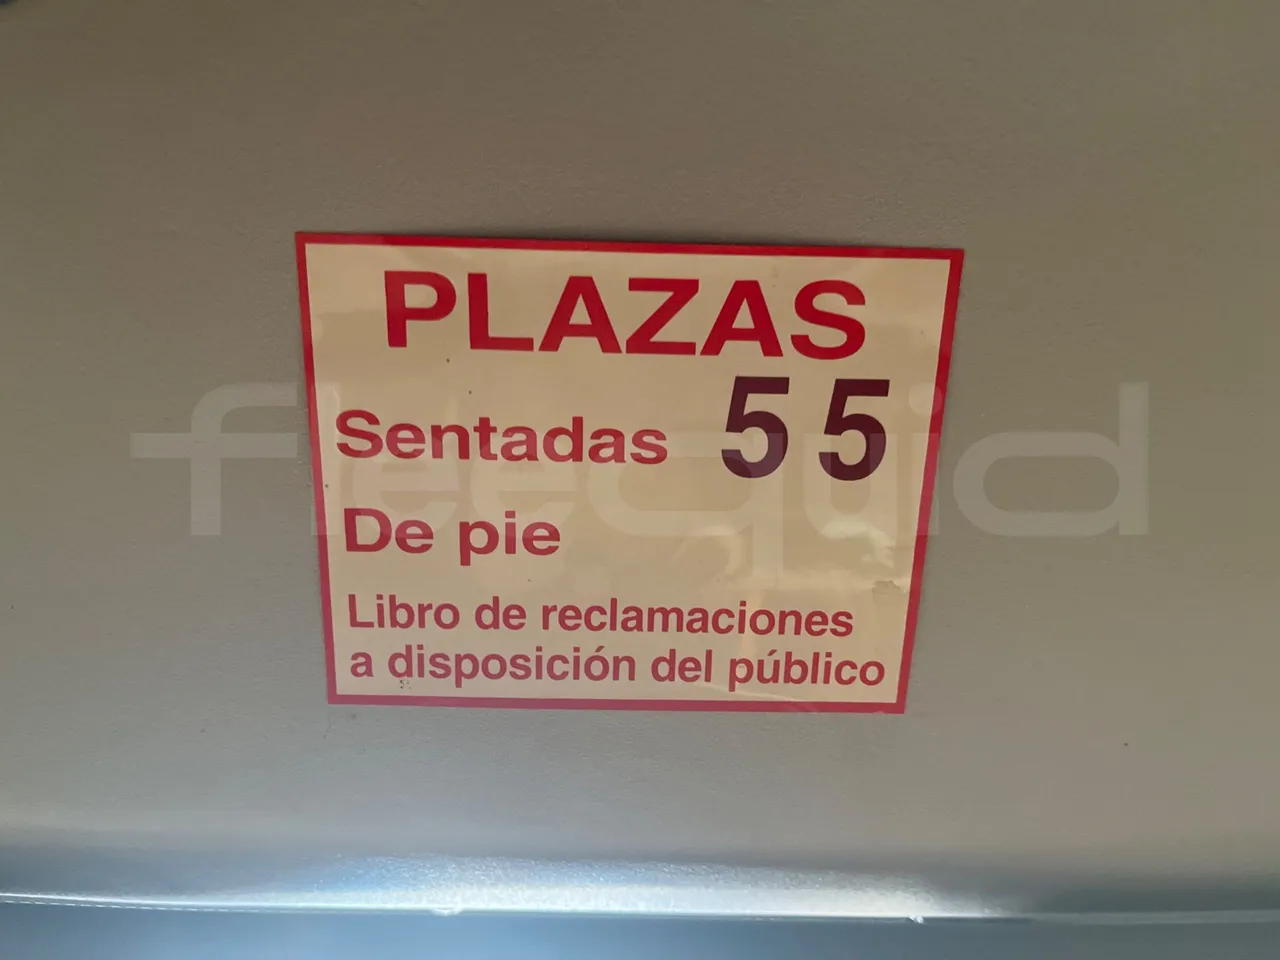 PLAZAS
Sentadas 55
De pie
Libro de reclamaciones
a disposición del público
fleequid